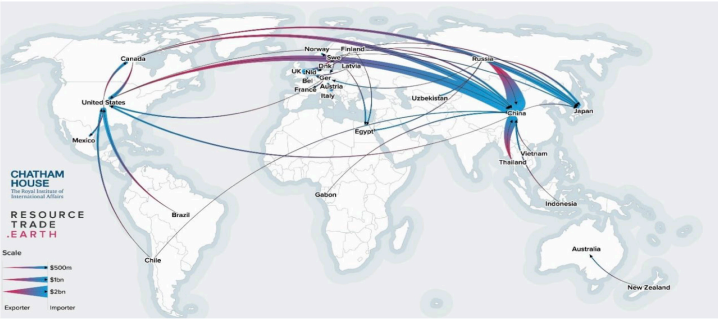 Norway
Finland
Canada
Swe
Russia
Dnk
Latvia
UK
Nld
Ger
Bel
Austria
France
Italy
Uzbekistan
United States
China
Japan
Egypt
Mexico
Vietnam
Thailand
CHATHAM
HOUSE
The Royal Institute of
International Affairs
RESOURCE
TRADE
.EARTH
Gabon
Indonesia
Brazil
Australia
Scale
Chile
$500m
$1bn
$2bn
New Zealand
Exporter Importer